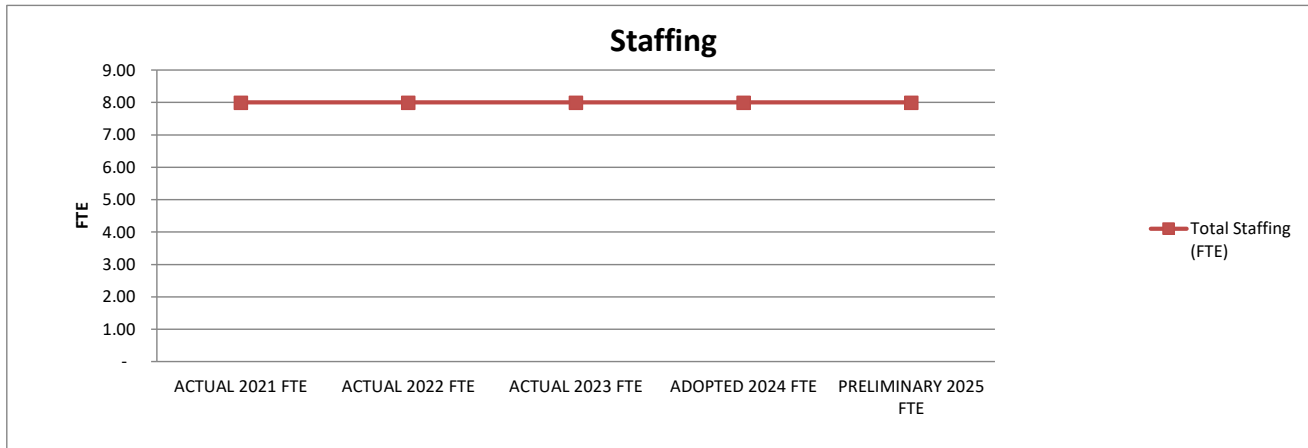 Staffing
9.00
8.00
7.00
6.00
5.00
4.00
3.00
2.00
1.00
-
FTE
ACTUAL 2021 FTE
ACTUAL 2022 FTE
ACTUAL 2023 FTE
ADOPTED 2024 FTE
PRELIMINARY 2025
FTE
Total Staffing
(FTE)